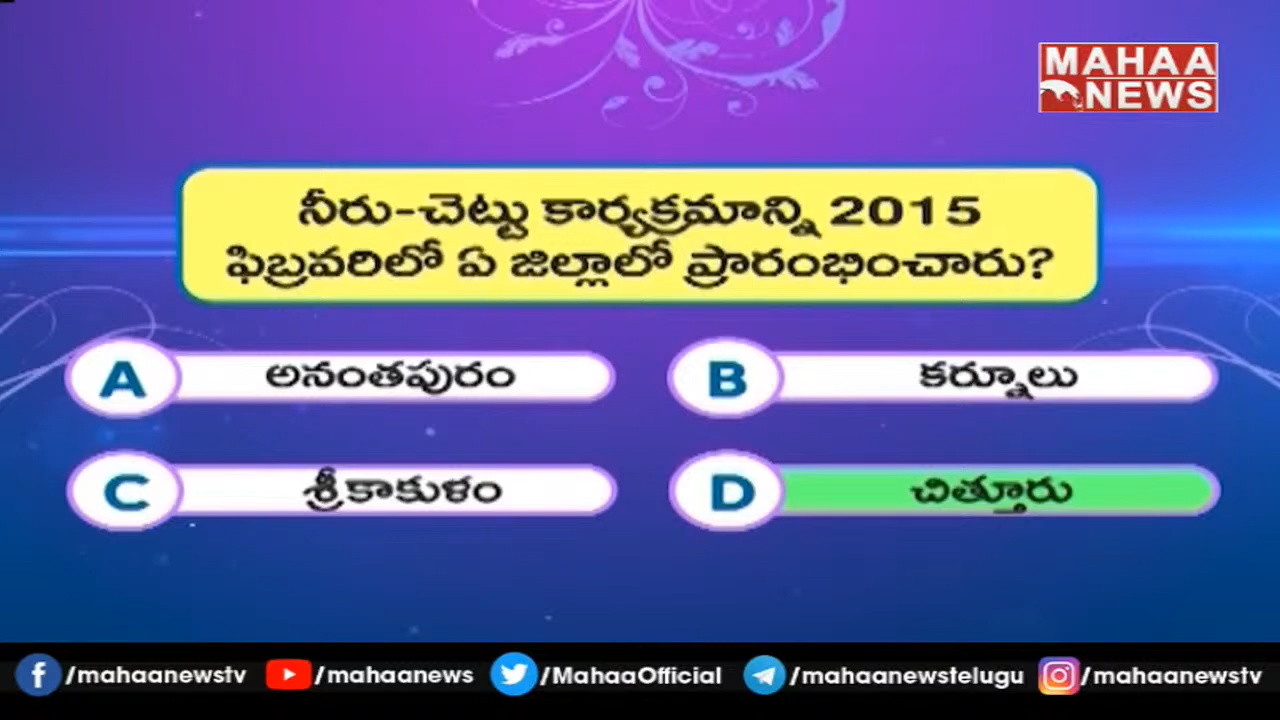 MAHAA
NEWS
నీరు-చెట్టు కార్యక్రమాన్ని 2015
ఫిబ్రవరిలో ఏ జిల్లాలో ప్రారంభించారు?
A అనంతపురం
B కర్నూలు
C శ్రీకాకుళం
D చిత్తూరు
/mahaanewstv /mahaanews /MahaaOfficial /mahaanewstelugu /mahaanewstv